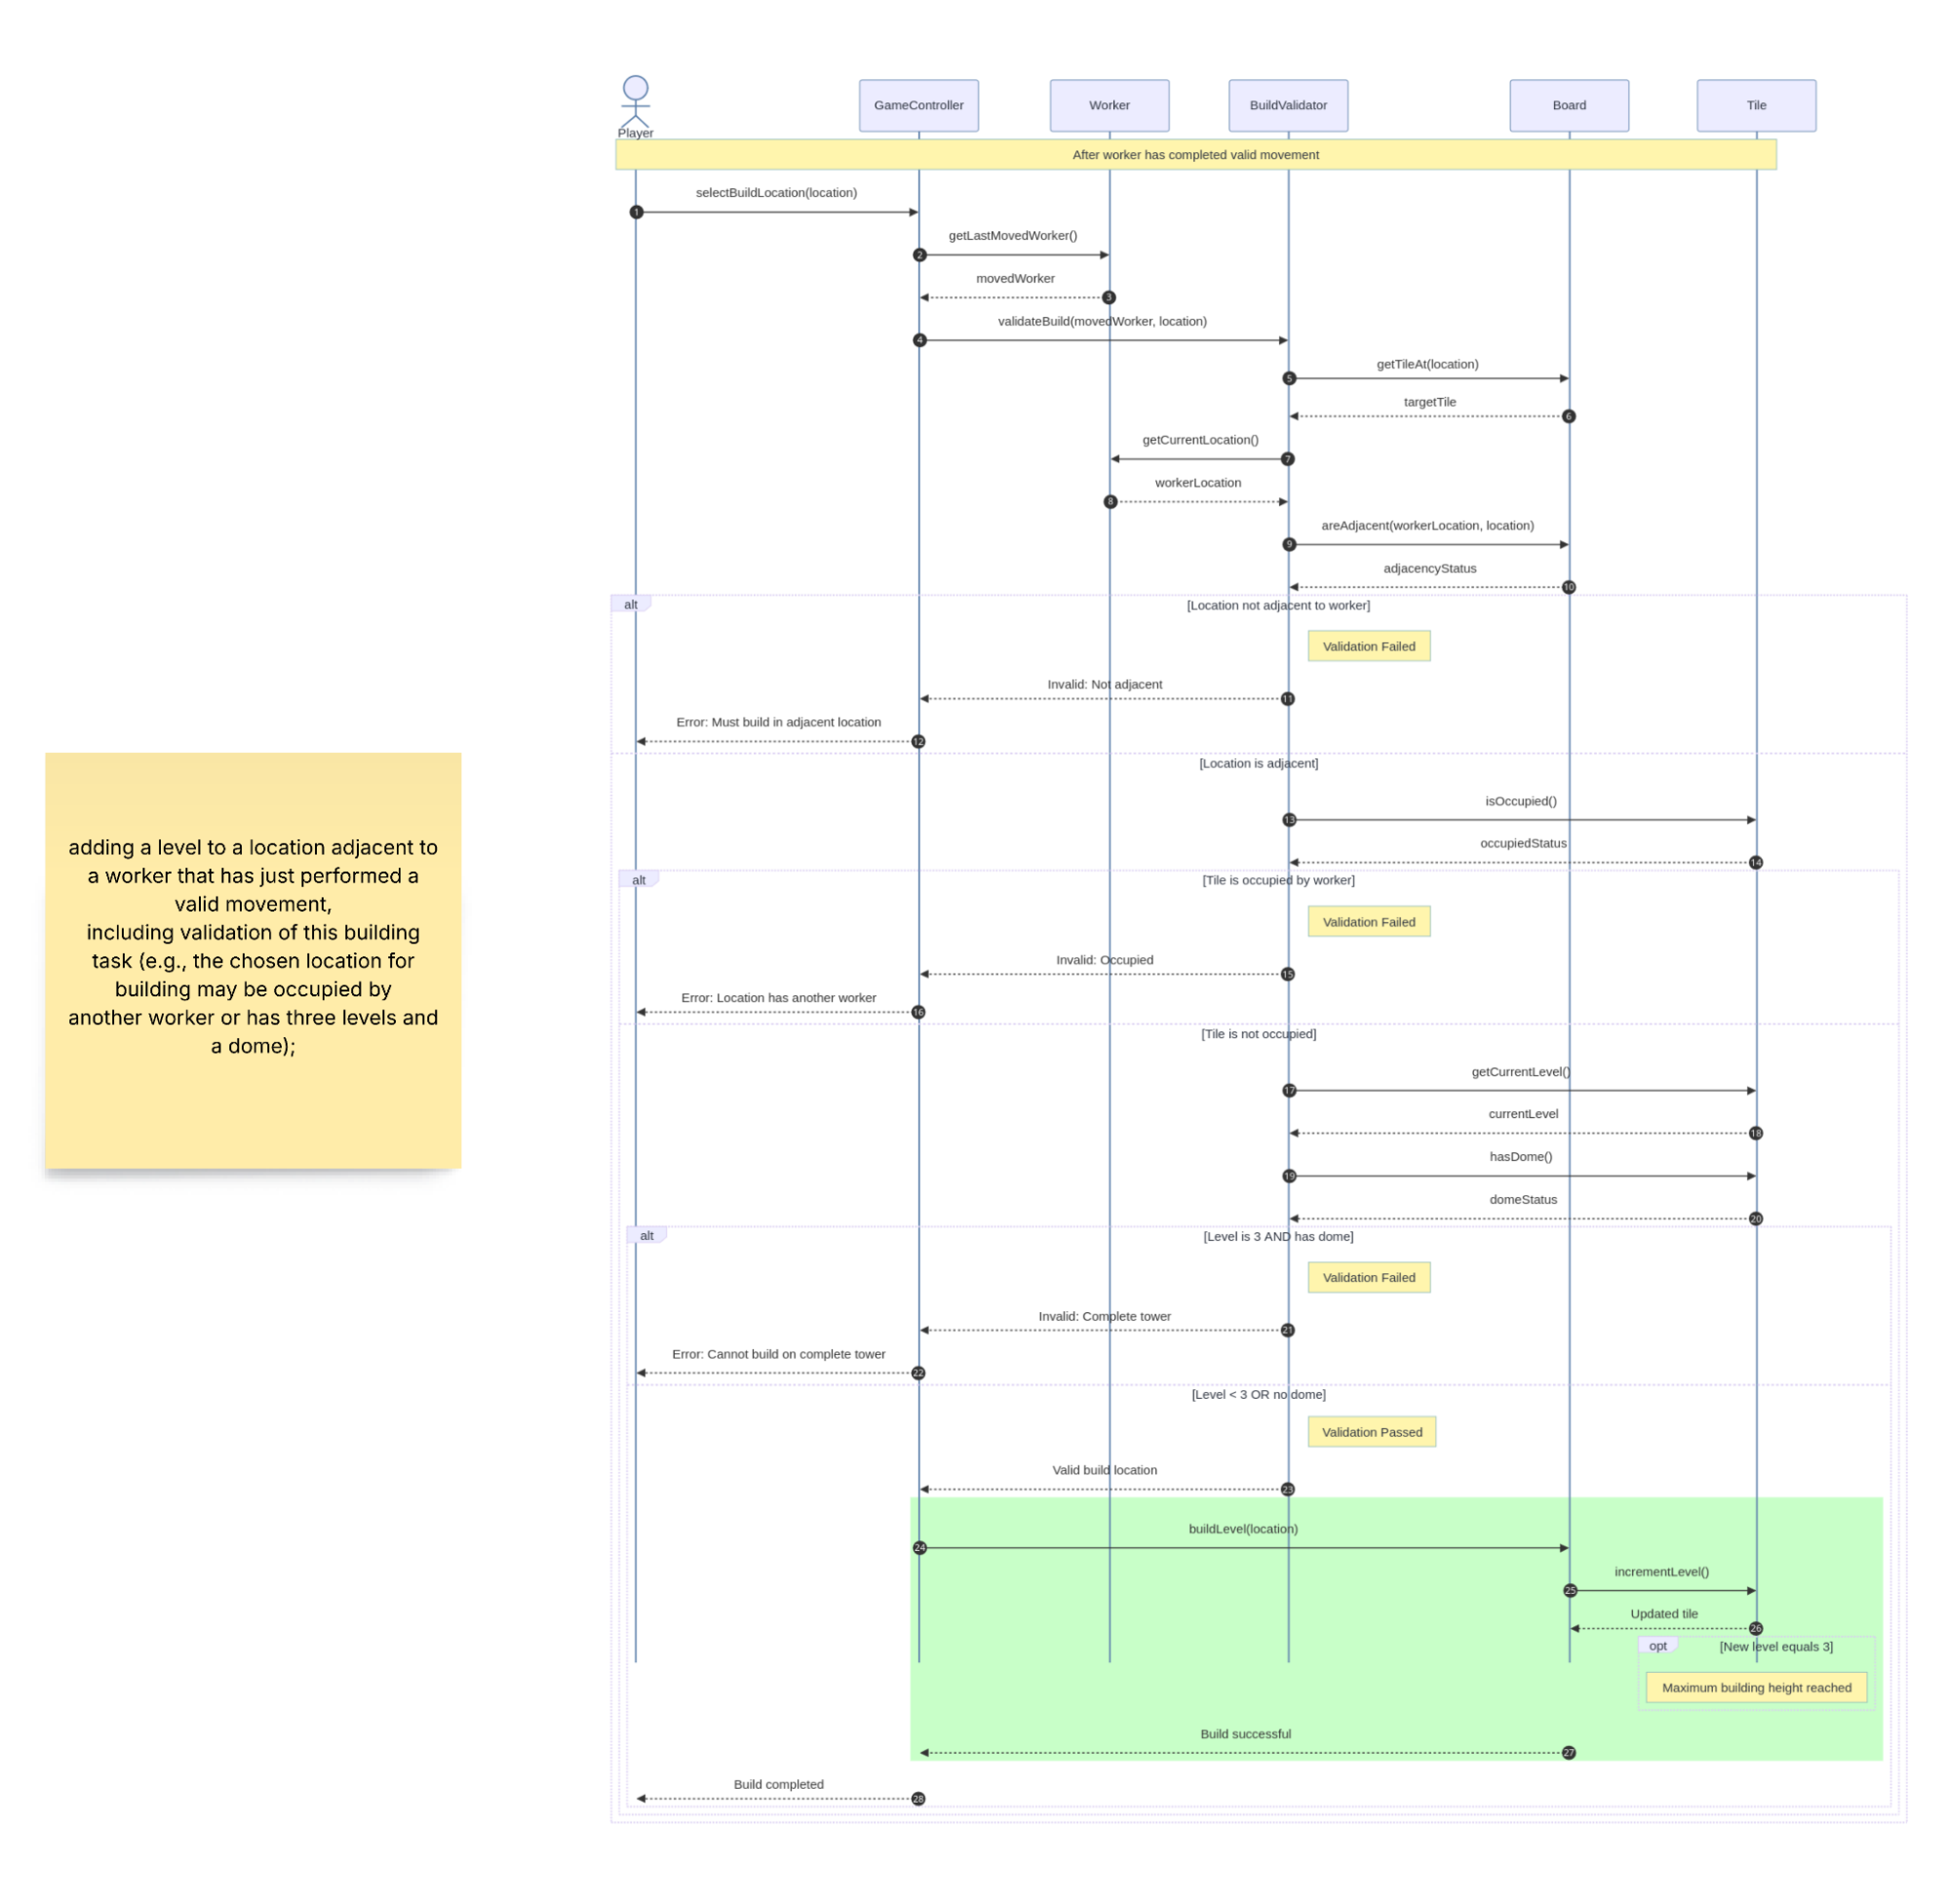 Player
GameController
Worker
BuildValidator
Board
Tile
After worker has completed valid movement
selectBuildLocation(location)
1
getLastMovedWorker()
2
movedWorker
3
validateBuild(movedWorker, location)
4
getTileAt(location)
5
targetTile
6
getCurrentLocation()
7
workerLocation
8
areAdjacent(workerLocation, location)
9
adjacencyStatus
10
alt
[Location not adjacent to worker]
Validation Failed
Invalid: Not adjacent
11
Error: Must build in adjacent location
12
[Location is adjacent]
isOccupied()
13
occupiedStatus
14
alt
[Tile is occupied by worker]
Validation Failed
Invalid: Occupied
15
Error: Location has another worker
16
[Tile is not occupied]
getCurrentLevel()
17
currentLevel
18
hasDome()
19
domeStatus
20
alt
[Level is 3 AND has dome]
Validation Failed
Invalid: Complete tower
21
Error: Cannot build on complete tower
22
[Level < 3 OR no dome]
Validation Passed
Valid build location
23
buildLevel(location)
24
incrementLevel()
25
Updated tile
26
opt
[New level equals 3]
Maximum building height reached
Build successful
27
Build completed
28
adding a level to a location adjacent to
a worker that has just performed a
valid movement,
including validation of this building
task (e.g., the chosen location for
building may be occupied by
another worker or has three levels and
a dome);